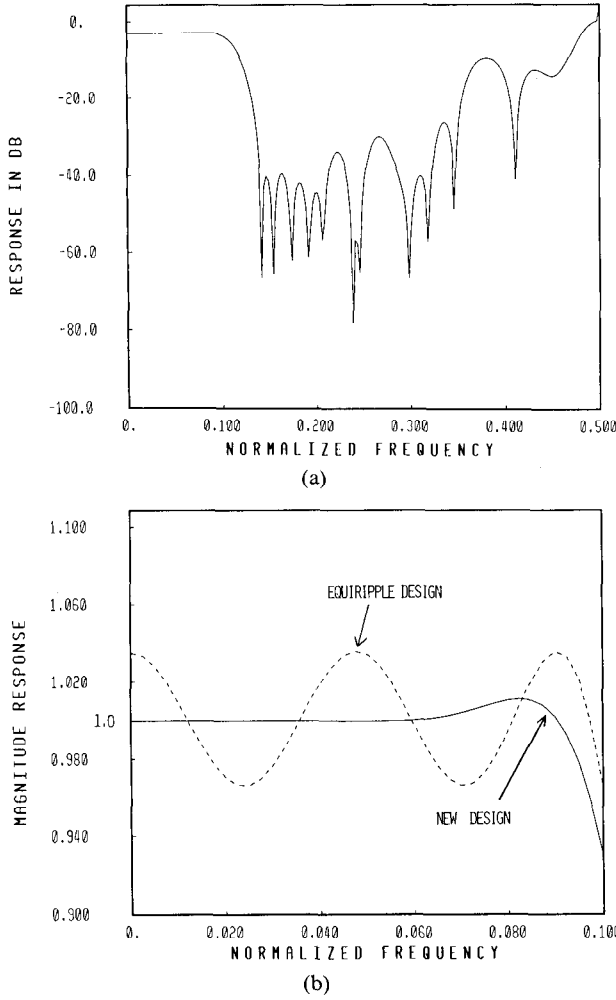 0.
-20.0
-40.0
-60.0
-80.0
-100.0
RESPONSE IN DB
0. 0.100 0.200 0.300 0.400 0.500
NORMALIZED FREQUENCY
(a)
1.100
1.060
1.020
1.0
0.980
0.940
0.900
MAGNITUDE RESPONSE
EQUIRIPPLE DESIGN
NEW DESIGN
0. 0.020 0.040 0.060 0.080 0.100
NORMALIZED FREQUENCY
(b)